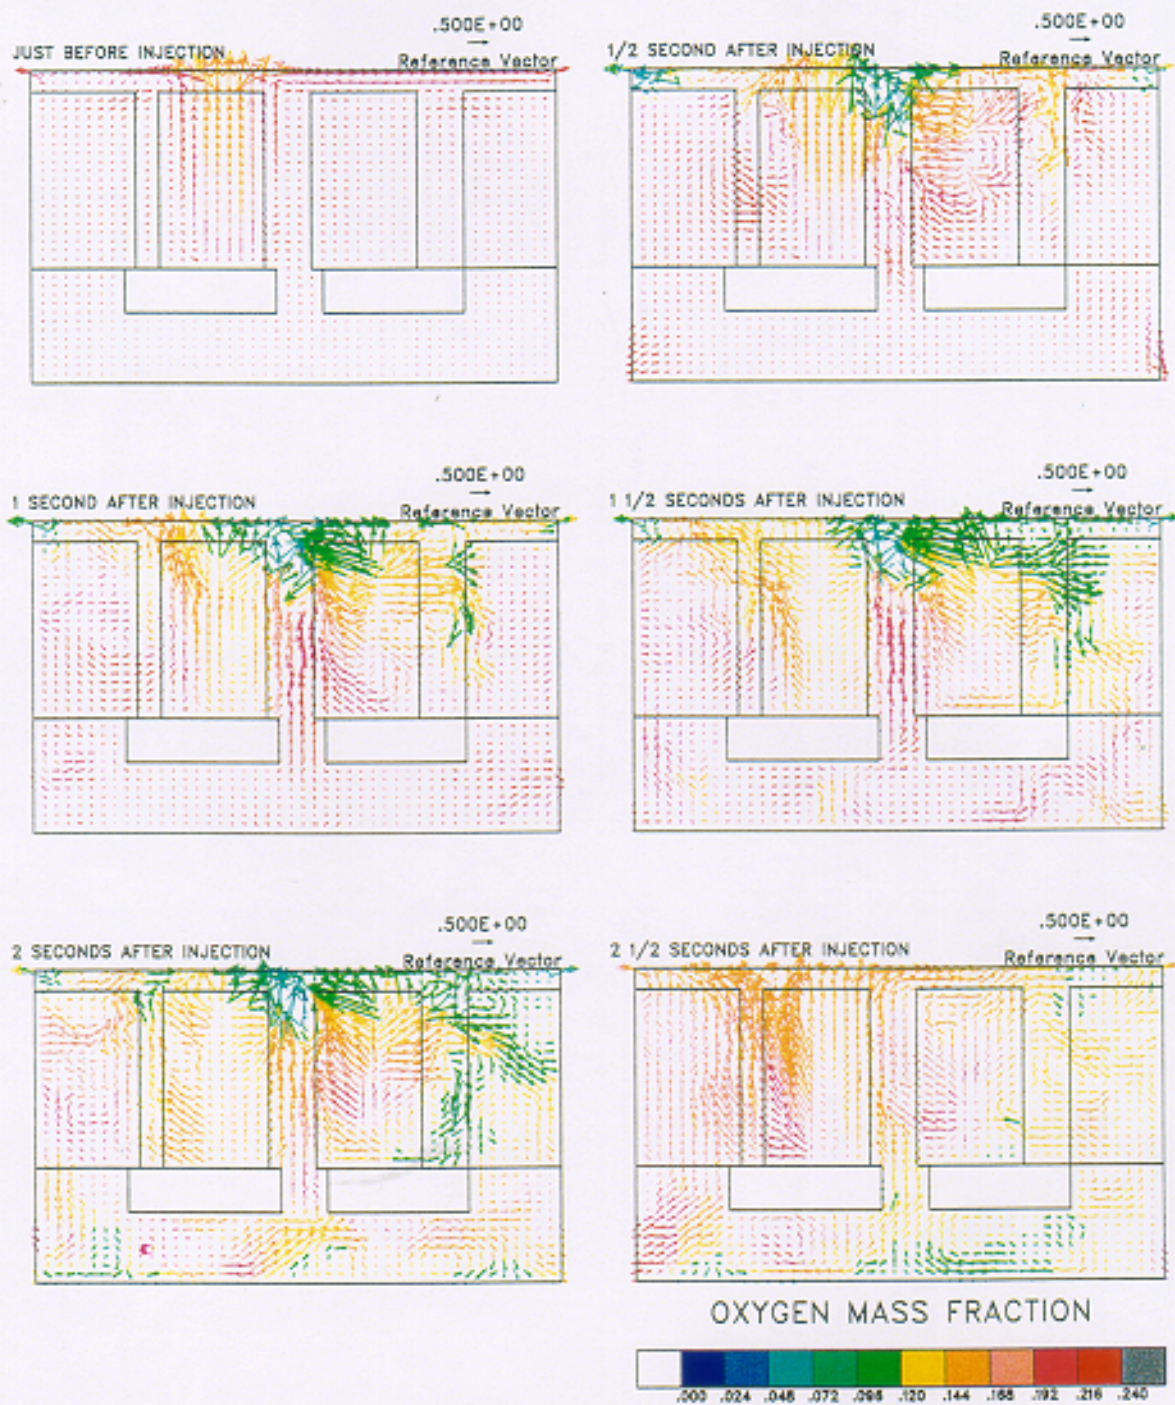 .500E+00
JUST BEFORE INJECTION
Reference Vector
.500E+00
1/2 SECOND AFTER INJECTION
Reference Vector
.500E+00
1 SECOND AFTER INJECTION
Reference Vector
.500E+00
1 1/2 SECONDS AFTER INJECTION
Reference Vector
.500E+00
2 SECONDS AFTER INJECTION
Reference Vector
.500E+00
2 1/2 SECONDS AFTER INJECTION
Reference Vector
OXYGEN MASS FRACTION
.000 .024 .048 .072 .096 .120 .144 .168 .192 .216 .240